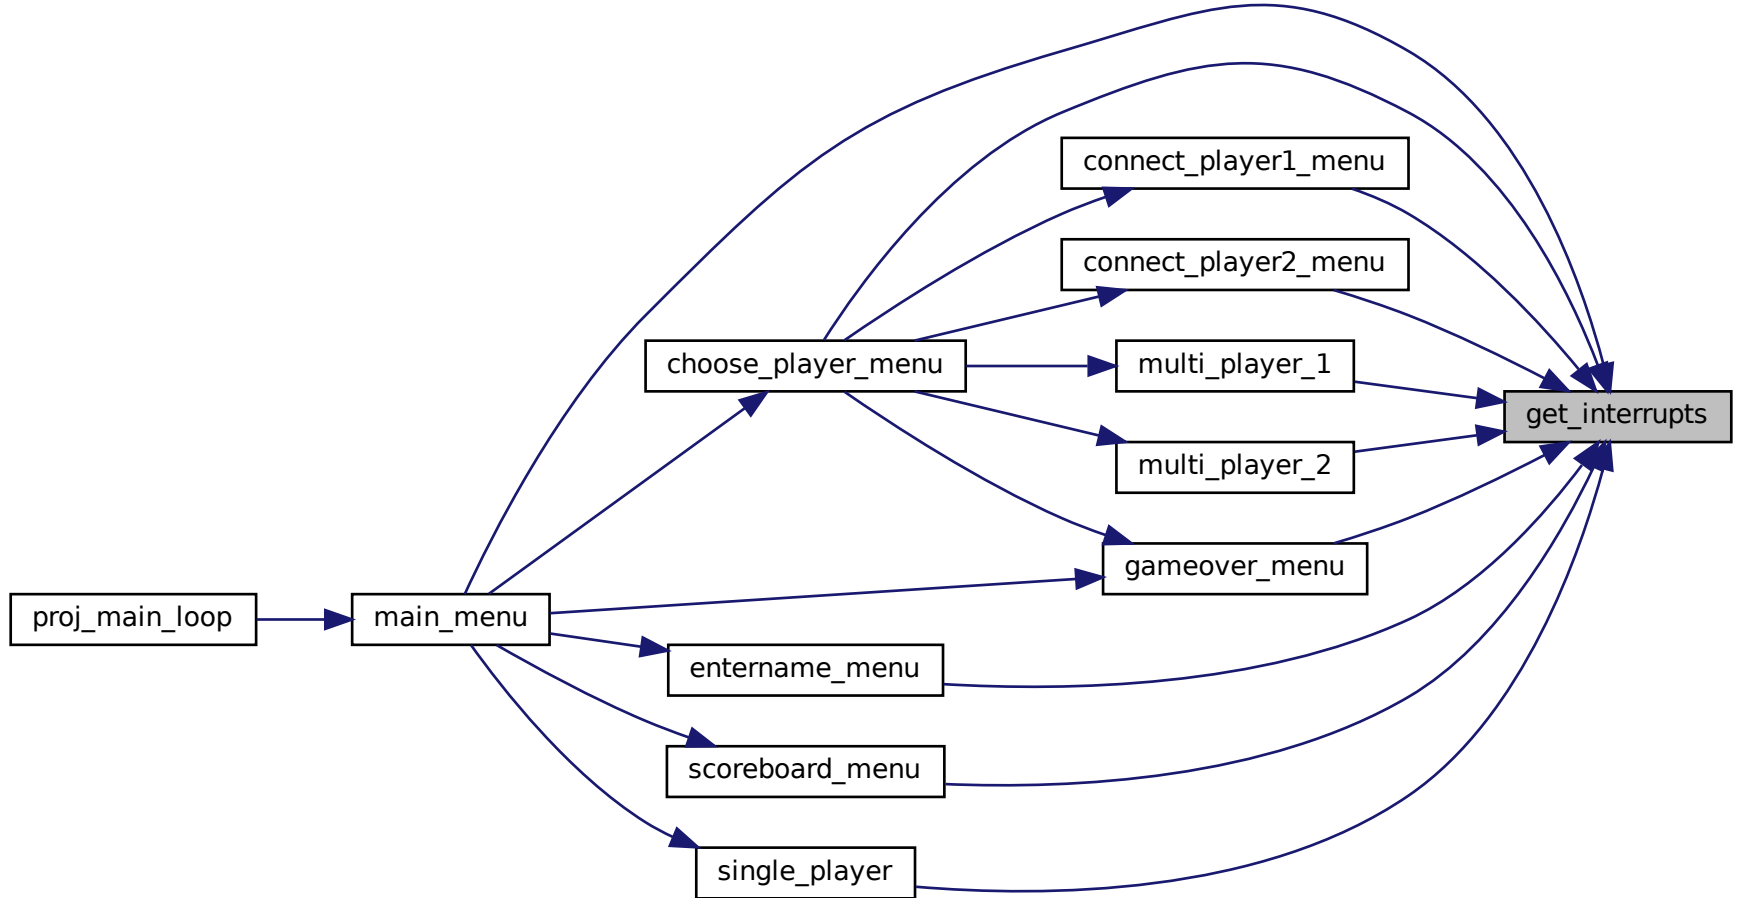 connect_player1_menu
connect_player2_menu
choose_player_menu
multi_player_1
get_interrupts
multi_player_2
gameover_menu
proj_main_loop
main_menu
entername_menu
scoreboard_menu
single_player